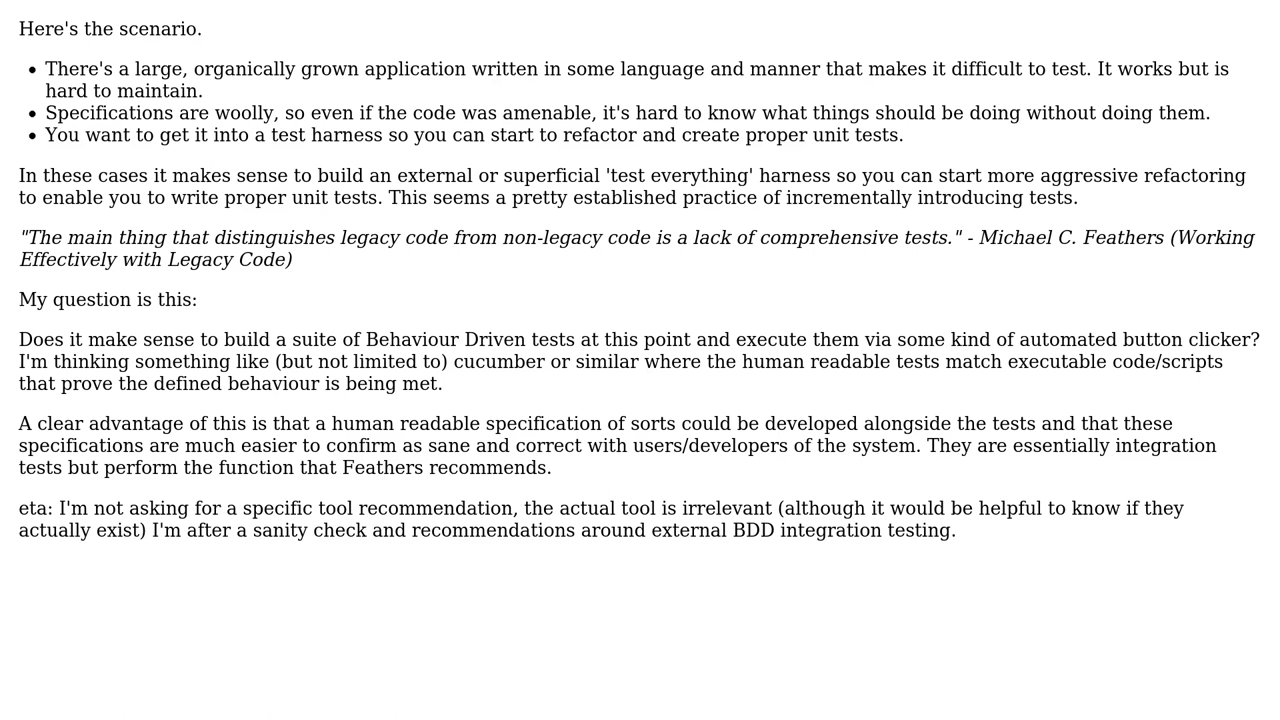 Here's the scenario.
• There's a large, organically grown application written in some language and manner that makes it difficult to test. It works but is
hard to maintain.
• Specifications are woolly, so even if the code was amenable, it's hard to know what things should be doing without doing them.
• You want to get it into a test harness so you can start to refactor and create proper unit tests.
In these cases it makes sense to build an external or superficial 'test everything' harness so you can start more aggressive refactoring
to enable you to write proper unit tests. This seems a pretty established practice of incrementally introducing tests.
"The main thing that distinguishes legacy code from non-legacy code is a lack of comprehensive tests." - Michael C. Feathers (Working
Effectively with Legacy Code)
My question is this:
Does it make sense to build a suite of Behaviour Driven tests at this point and execute them via some kind of automated button clicker?
I'm thinking something like (but not limited to) cucumber or similar where the human readable tests match executable code/scripts
that prove the defined behaviour is being met.
A clear advantage of this is that a human readable specification of sorts could be developed alongside the tests and that these
specifications are much easier to confirm as sane and correct with users/developers of the system. They are essentially integration
tests but perform the function that Feathers recommends.
eta: I'm not asking for a specific tool recommendation, the actual tool is irrelevant (although it would be helpful to know if they
actually exist) I'm after a sanity check and recommendations around external BDD integration testing.